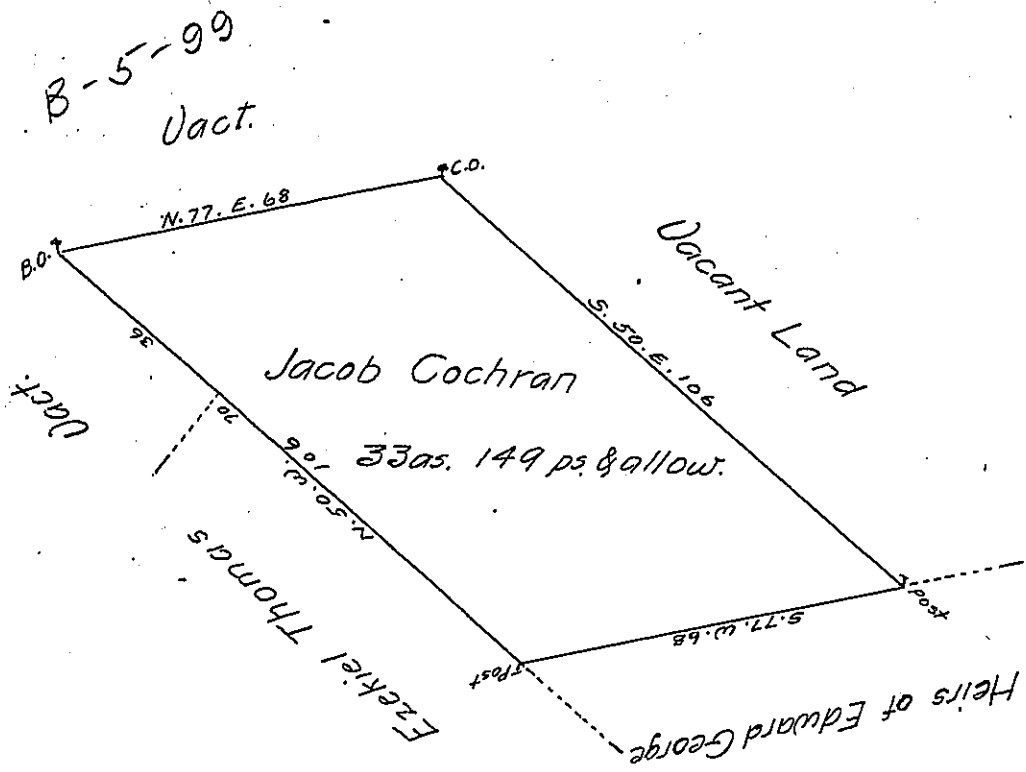 B-5-99
Vact.
C.O.
N. 77. E. 68
B.O.
Vacant Land
S. 50. E. 106
36
Jacob Cochran
Vact.
70
33as. 149 ps. & allow.
N. 50. W. 106
Ezekiel Thomas
Post
S. 77. W. 68
Post
Heirs of Edward George